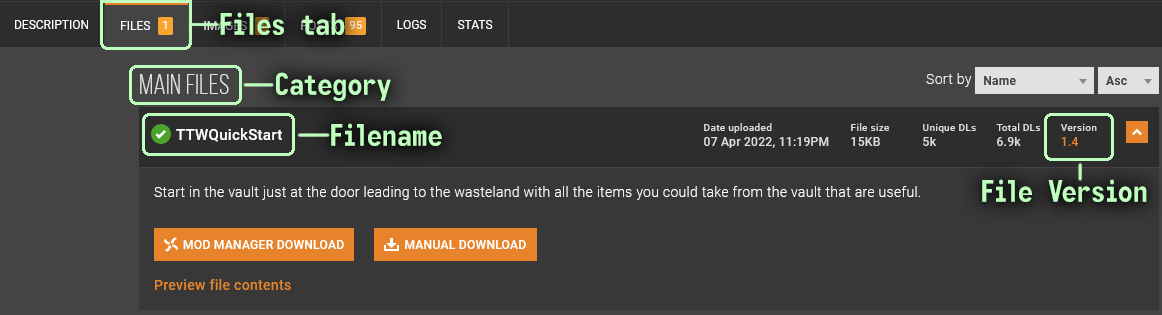 DESCRIPTION FILES 1 Files tab 95 LOGS STATS
MAIN FILES Category Sort by Name Asc
TTWQuickStart Filename
Date uploaded File size Unique DLs Total DLs Version
07 Apr 2022, 11:19PM 15KB 5k 6.9k 1.4
Start in the vault just at the door leading to the wasteland with all the items you could take from the vault that are useful.
File Version
MOD MANAGER DOWNLOAD MANUAL DOWNLOAD
Preview file contents